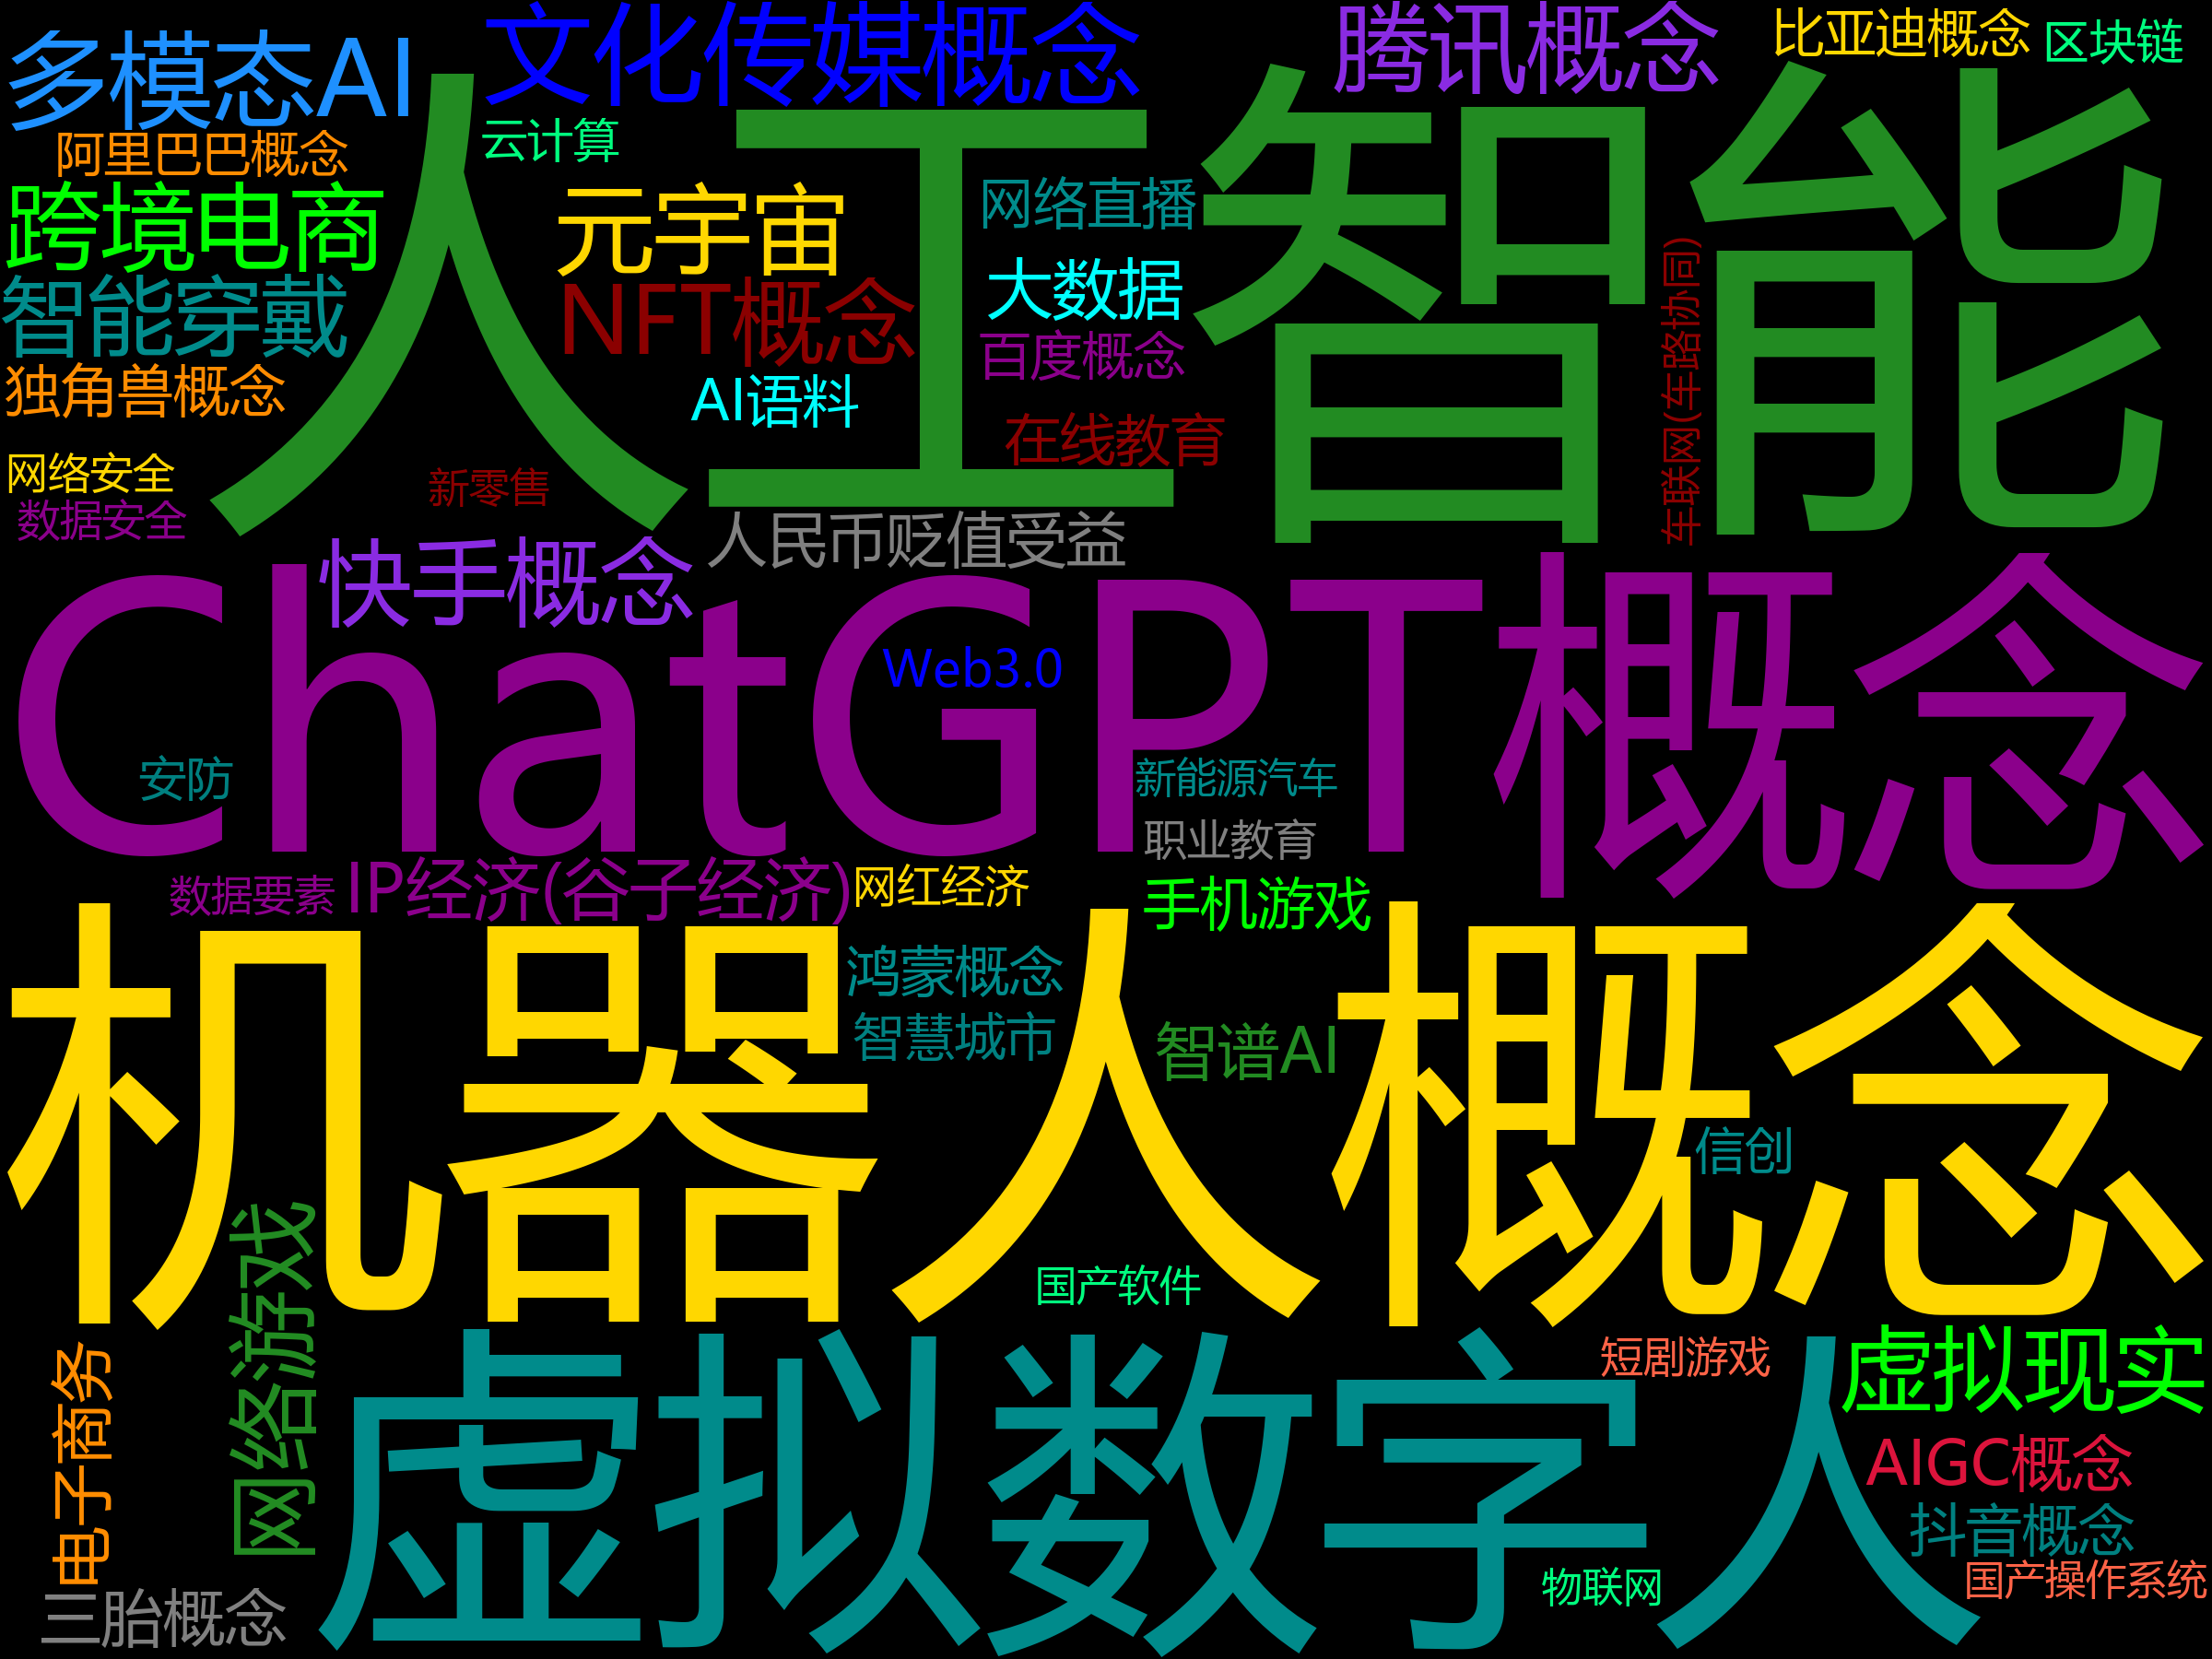 多模态AI
文化传媒概念
腾讯概念
比亚迪概念
区块链
阿里巴巴概念
云计算
人工智能
跨境电商
元宇宙
网络直播
智能穿戴
NFT概念
大数据
百度概念
车联网(车路协同)
独角兽概念
AI语料
在线教育
网络安全
数据安全
新零售
人民币贬值受益
快手概念
ChatGPT概念
Web3.0
安防
新能源汽车
职业教育
数据要素
IP经济(谷子经济)
网红经济
手机游戏
机器人概念
鸿蒙概念
智慧城市
智谱AI
信创
网络游戏
国产软件
电子商务
虚拟数字人
短剧游戏
虚拟现实
AIGC概念
抖音概念
物联网
国产操作系统
三胎概念